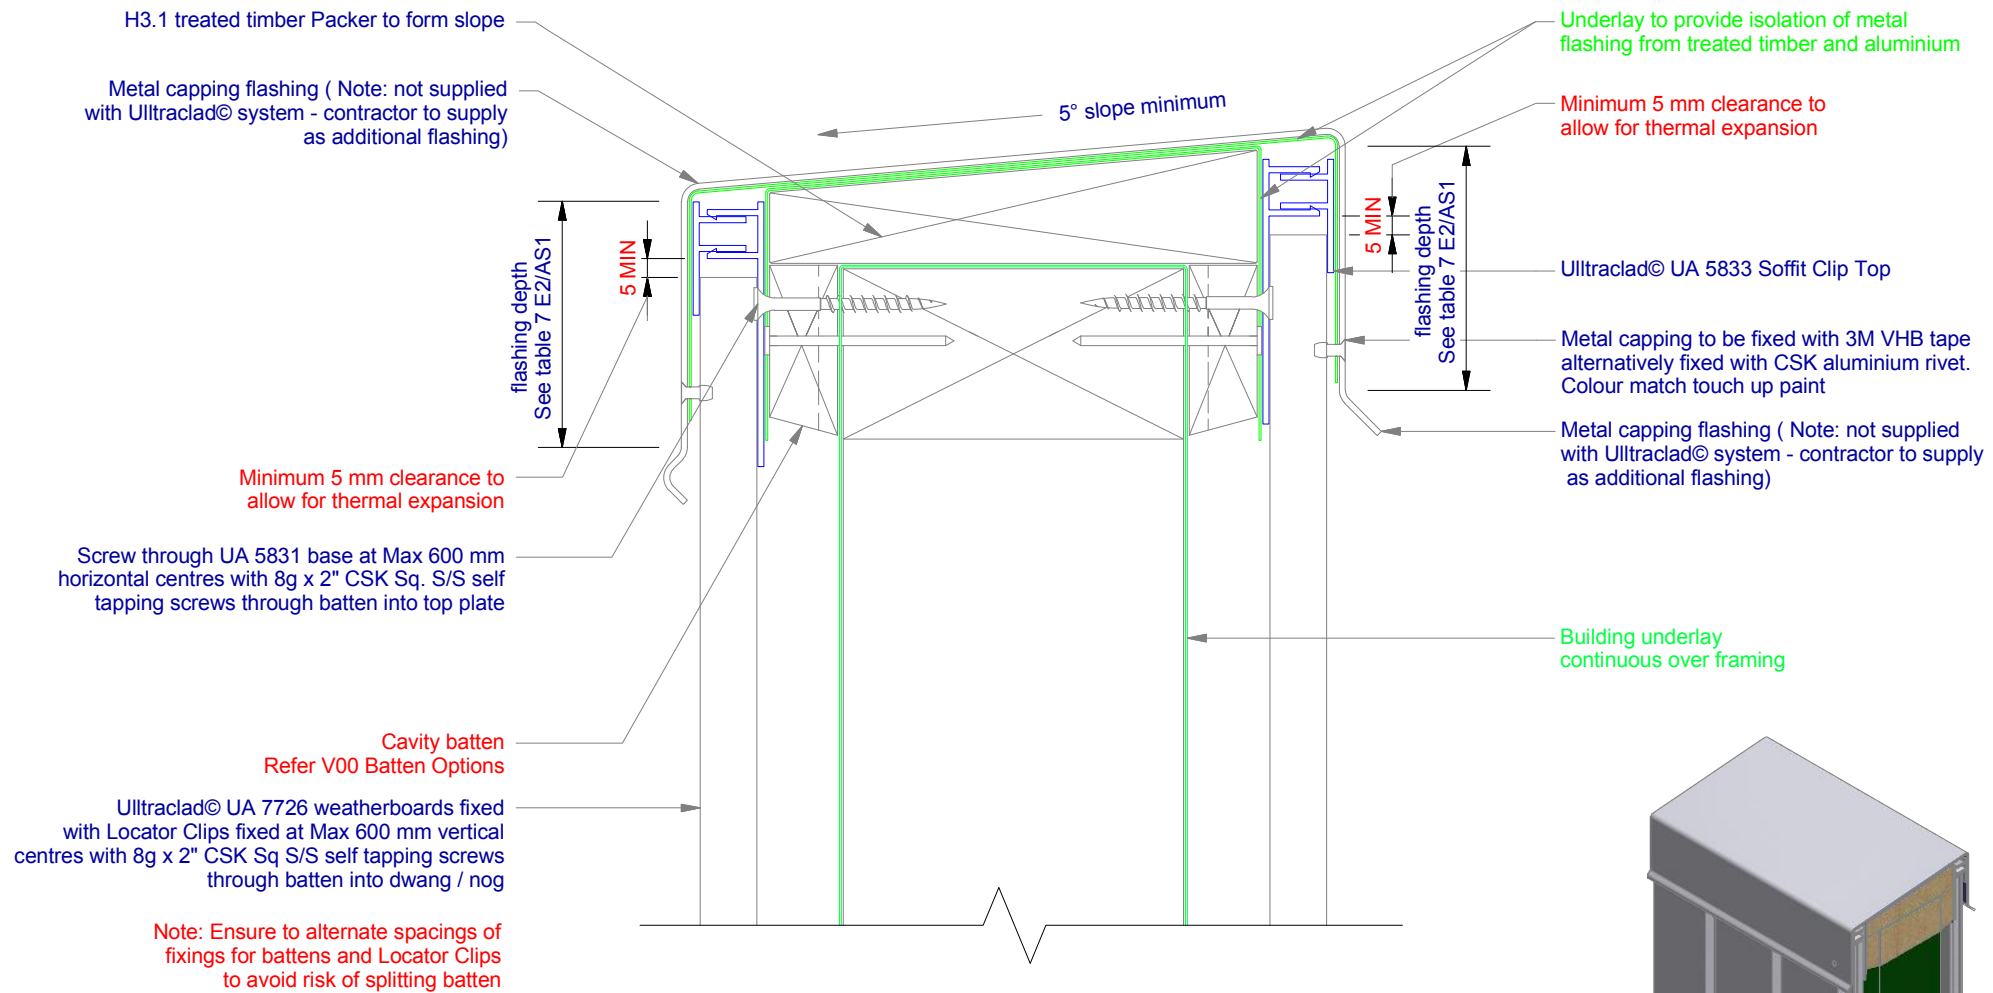 H3.1 treated timber Packer to form slope
Metal capping flashing ( Note: not supplied
with Ulltraclad© system - contractor to supply
as additional flashing)
5° slope minimum
Underlay to provide isolation of metal
flashing from treated timber and aluminium
Minimum 5 mm clearance to
allow for thermal expansion
flashing depth
See table 7 E2/AS1
5 MIN
5 MIN
flashing depth
See table 7 E2/AS1
Ulltraclad© UA 5833 Soffit Clip Top
Metal capping to be fixed with 3M VHB tape
alternatively fixed with CSK aluminium rivet.
Colour match touch up paint
Metal capping flashing ( Note: not supplied
with Ulltraclad© system - contractor to supply
as additional flashing)
Minimum 5 mm clearance to
allow for thermal expansion
Screw through UA 5831 base at Max 600 mm
horizontal centres with 8g x 2" CSK Sq. S/S self
tapping screws through batten into top plate
Building underlay
continuous over framing
Cavity batten
Refer V00 Batten Options
Ulltraclad© UA 7726 weatherboards fixed
with Locator Clips fixed at Max 600 mm vertical
centres with 8g x 2" CSK Sq S/S self tapping screws
through batten into dwang / nog
Note: Ensure to alternate spacings of
fixings for battens and Locator Clips
to avoid risk of splitting batten